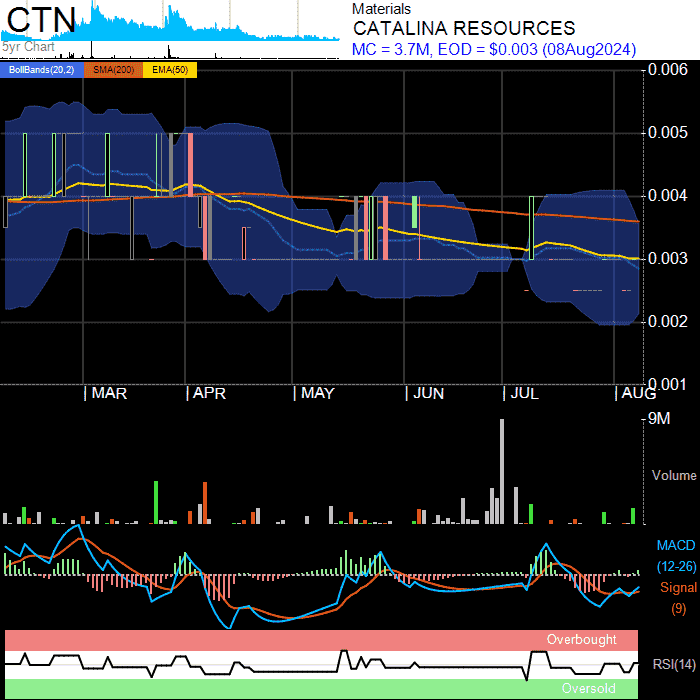 CTN
5yr Chart
Materials
CATALINA RESOURCES
MC = 3.7M, EOD = $0.003 (08Aug2024)
BollBands(20,2) SMA(200) EMA(50)
0.006
0.005
0.004
0.003
0.002
0.001
MAR APR MAY JUN JUL AUG
9M
Volume
MACD
(12-26)
Signal
(9)
Overbought
RSI(14)
Oversold